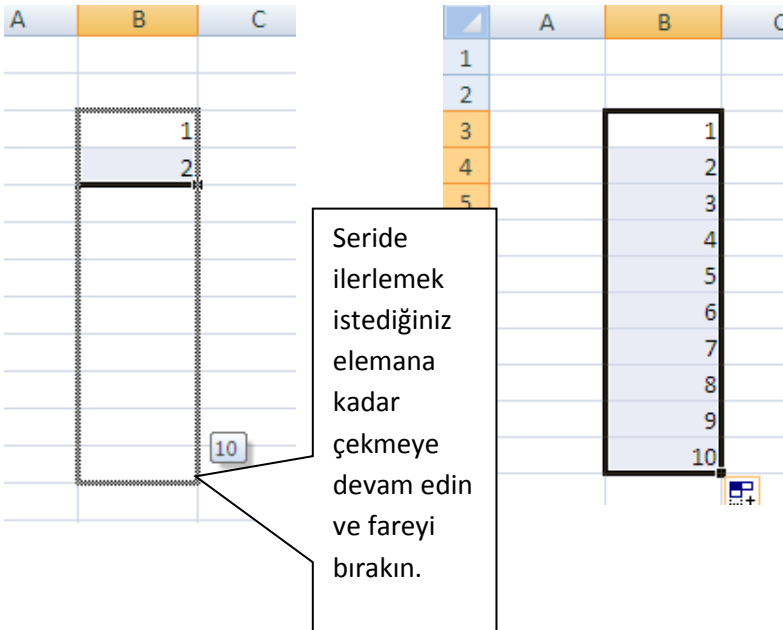 A B C
1
2
10
Seride
ilerlemek
istediğiniz
elemana
kadar
çekmeye
devam edin
ve fareyi
bırakın.
A B C
1
2
3 1
4 2
5 3
4
5
6
7
8
9
10